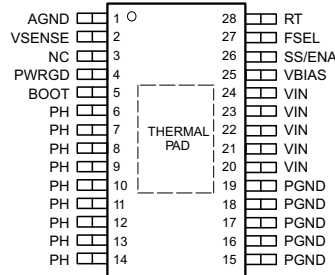 AGND 1 28 RT
VSENSE 2 27 FSEL
NC 3 26 SS/ENA
PWRGD 4 25 VBIAS
BOOT 5 24 VIN
PH 6 23 VIN
PH 7 22 VIN
PH 8 21 VIN
PH 9 20 VIN
PH 10 19 PGND
PH 11 18 PGND
PH 12 17 PGND
PH 13 16 PGND
PH 14 15 PGND
THERMAL
PAD